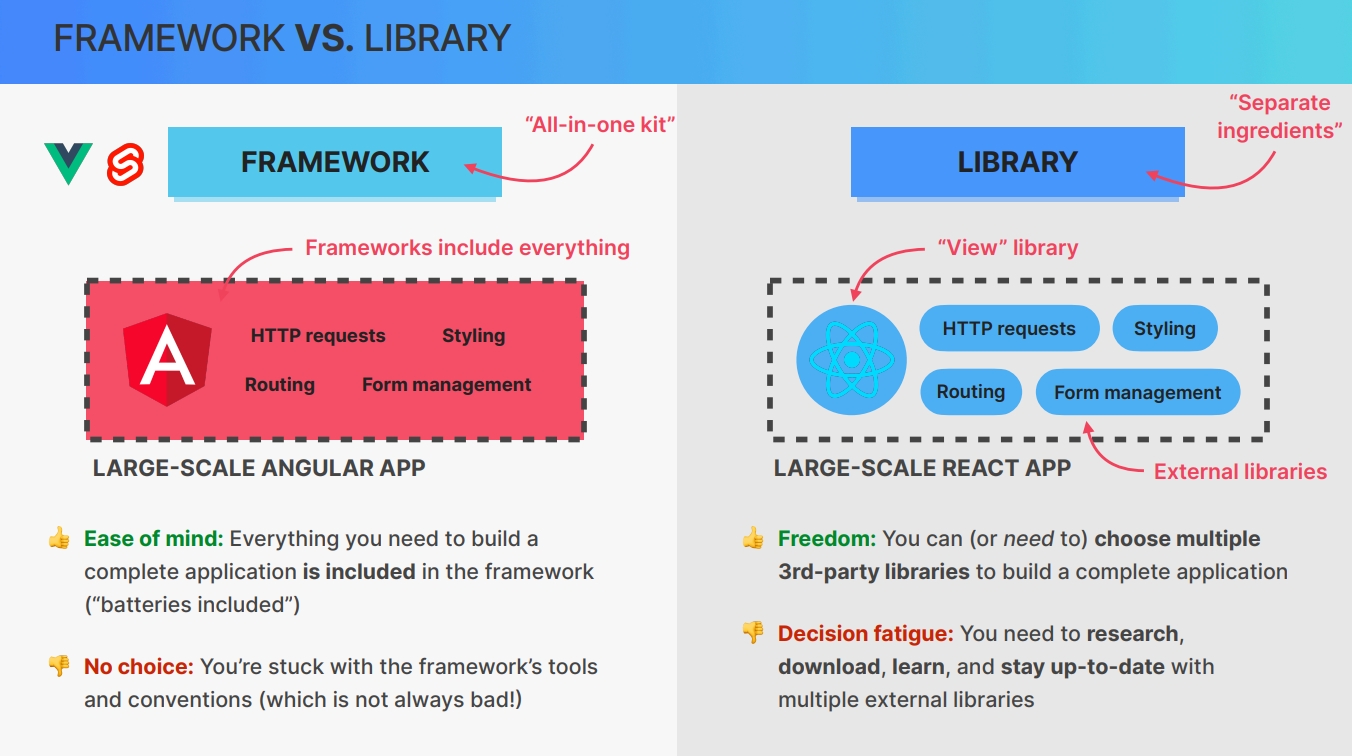 FRAMEWORK VS. LIBRARY
“All-in-one kit”
FRAMEWORK
Frameworks include everything
A
HTTP requests
Styling
Routing
Form management
LARGE-SCALE ANGULAR APP
👍 Ease of mind: Everything you need to build a
complete application is included in the framework
(“batteries included”)
👎 No choice: You’re stuck with the framework’s tools
and conventions (which is not always bad!)
“Separate
ingredients”
LIBRARY
“View” library
HTTP requests
Styling
Routing
Form management
LARGE-SCALE REACT APP
External libraries
👍 Freedom: You can (or need to) choose multiple
3rd-party libraries to build a complete application
👎 Decision fatigue: You need to research,
download, learn, and stay up-to-date with
multiple external libraries